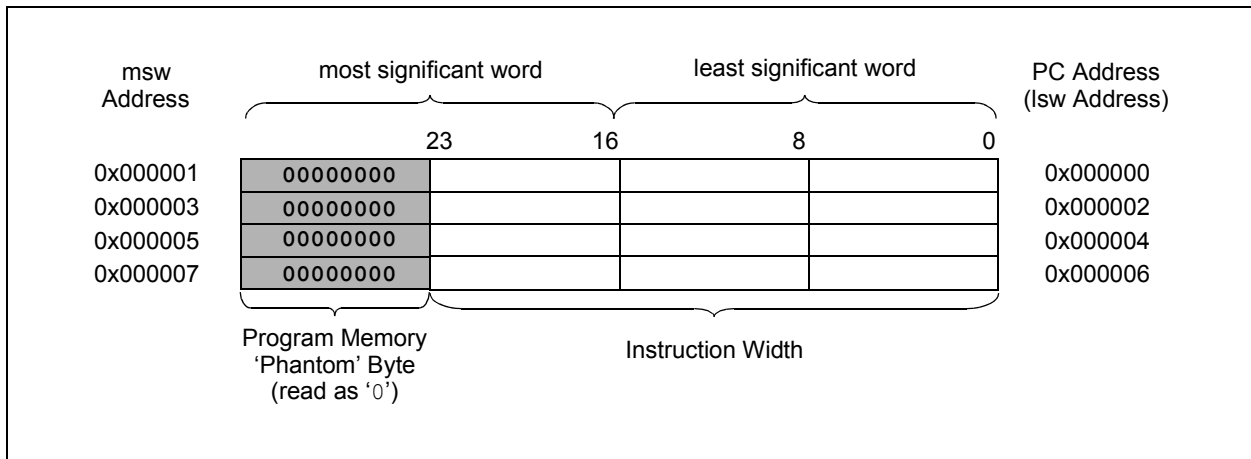 msw
Address
most significant word
least significant word
PC Address
(lsw Address)
23
16
8
0
0x000001
00000000
0x000000
0x000003
00000000
0x000002
0x000005
00000000
0x000004
0x000007
00000000
0x000006
Program Memory
‘Phantom’ Byte
(read as ‘0’)
Instruction Width